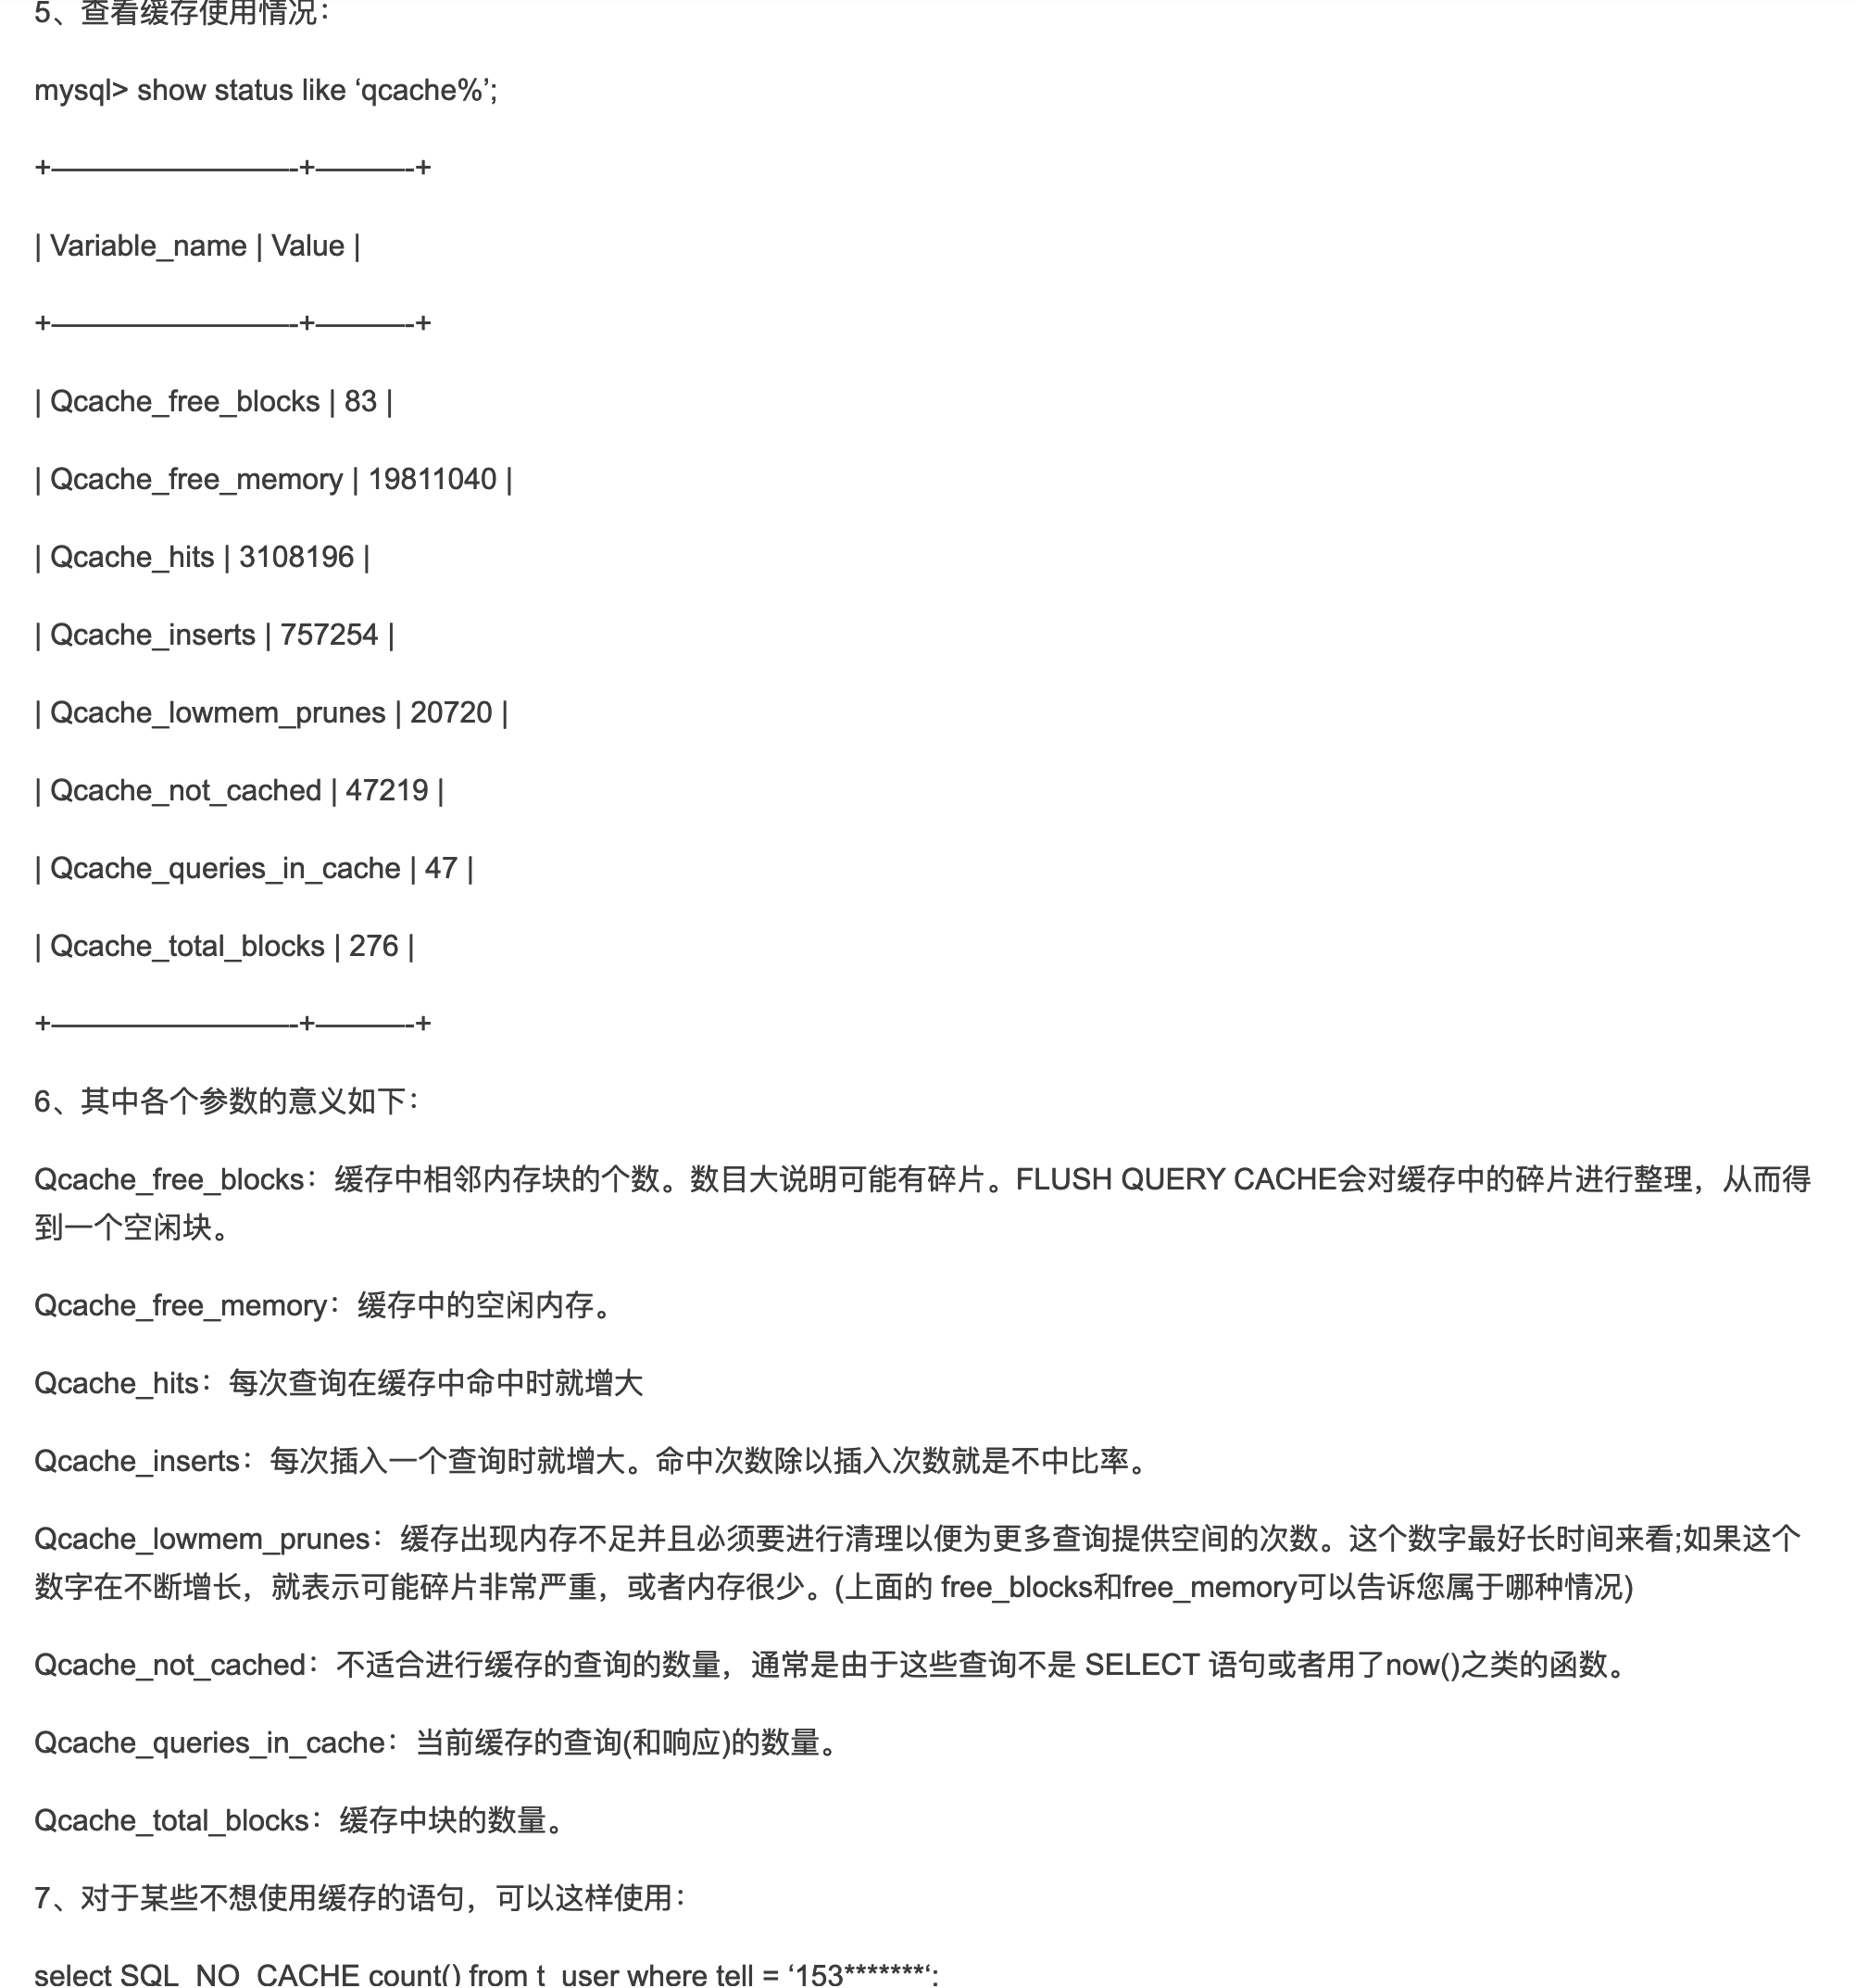 5、查看缓存使用情况：
mysql> show status like ‘qcache%’;
+————————-+———-+
| Variable_name | Value |
+————————-+———-+
| Qcache_free_blocks | 83 |
| Qcache_free_memory | 19811040 |
| Qcache_hits | 3108196 |
| Qcache_inserts | 757254 |
| Qcache_lowmem_prunes | 20720 |
| Qcache_not_cached | 47219 |
| Qcache_queries_in_cache | 47 |
| Qcache_total_blocks | 276 |
+————————-+———-+
6、其中各个参数的意义如下：
Qcache_free_blocks：缓存中相邻内存块的个数。数目大说明可能有碎片。FLUSH QUERY CACHE会对缓存中的碎片进行整理，从而得
到一个空闲块。
Qcache_free_memory：缓存中的空闲内存。
Qcache_hits：每次查询在缓存中命中时就增大
Qcache_inserts：每次插入一个查询时就增大。命中次数除以插入次数就是不中比率。
Qcache_lowmem_prunes：缓存出现内存不足并且必须要进行清理以便为更多查询提供空间的次数。这个数字最好长时间来看;如果这个
数字在不断增长，就表示可能碎片非常严重，或者内存很少。(上面的 free_blocks和free_memory可以告诉您属于哪种情况)
Qcache_not_cached：不适合进行缓存的查询的数量，通常是由于这些查询不是 SELECT 语句或者用了now()之类的函数。
Qcache_queries_in_cache：当前缓存的查询(和响应)的数量。
Qcache_total_blocks：缓存中块的数量。
7、对于某些不想使用缓存的语句，可以这样使用：
select SQL_NO_CACHE count() from t_user where tell = ‘153*******‘;